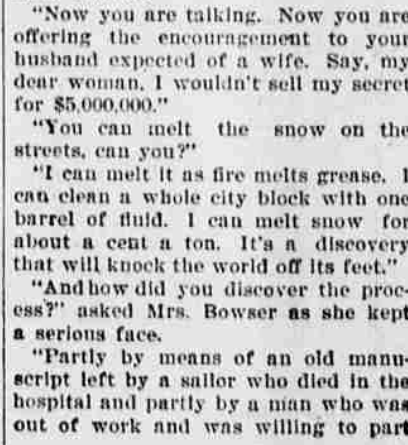 "Now you are talking. Now you are
offering the encouragement to your
husband expected of a wife. Say, my
dear woman, I wouldn't sell my secret
for $5,000,000."
"You can melt the snow on the
streets, can you?"
"I can melt it as fire melts grease. I
can clean a whole city block with one
barrel of fluid. I can melt snow for
about a cent a ton. It's a discovery
that will knock the world off its feet."
"And how did you discover the proc-
ess?" asked Mrs. Bowser as she kept
a serious face.
"Partly by means of an old manu-
script left by a sailor who died in the
hospital and partly by a man who was
out of work and was willing to part